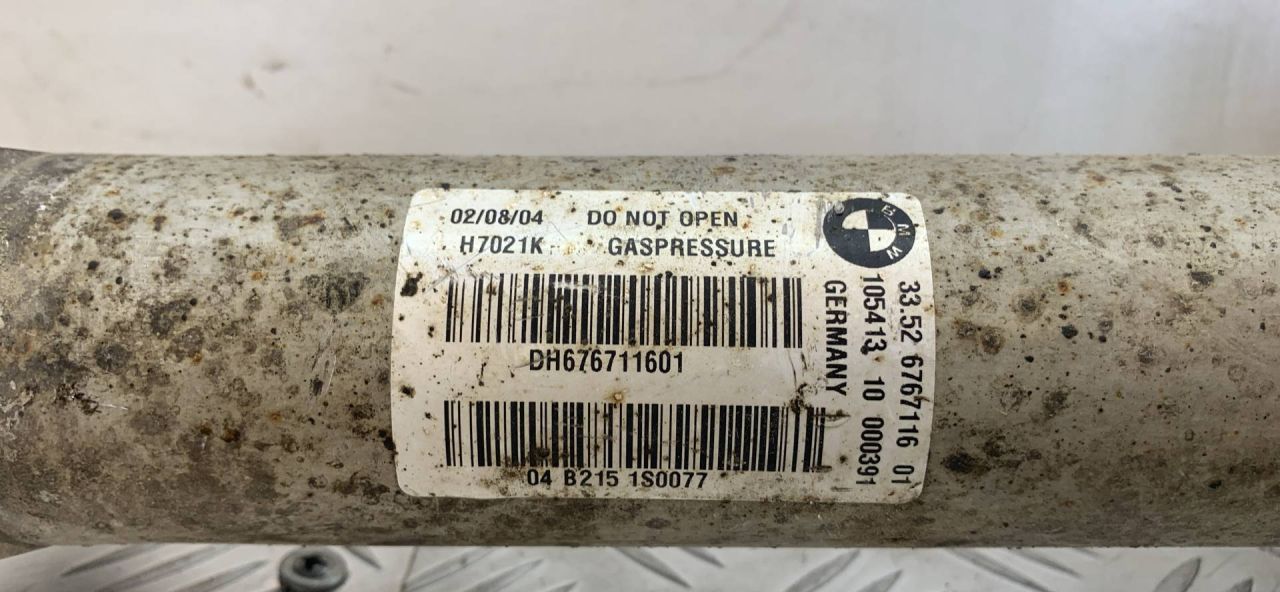 02/08/04 DO NOT OPEN
H7021K GASPRESSURE
DH676711601
04 B215 1S0077
BMW
33.52 6767116 01
105413 10 000391
GERMANY